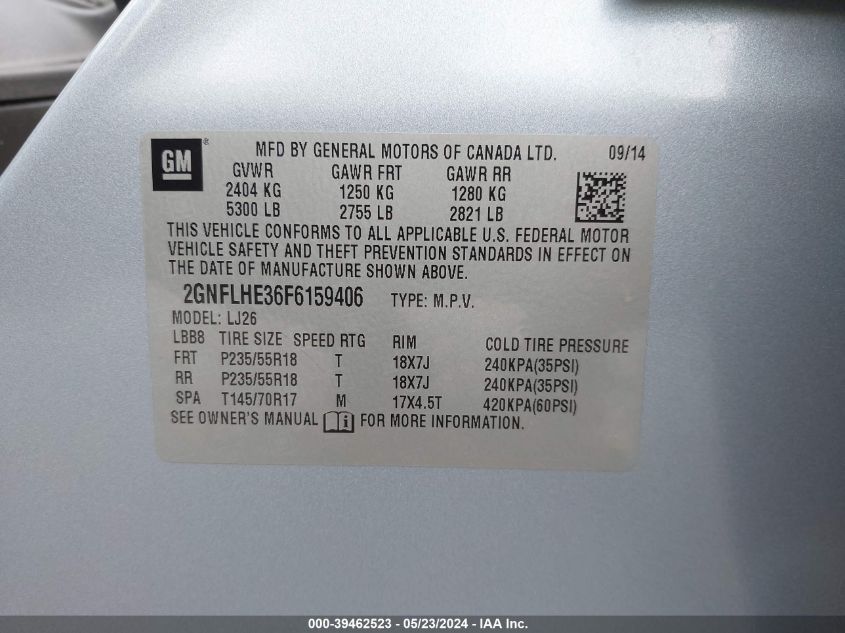 GM ® MFD BY GENERAL MOTORS OF CANADA LTD. 09/14
GVWR GAWR FRT GAWR RR
2404 KG 1250 KG 1280 KG
5300 LB 2755 LB 2821 LB
THIS VEHICLE CONFORMS TO ALL APPLICABLE U.S. FEDERAL MOTOR
VEHICLE SAFETY AND THEFT PREVENTION STANDARDS IN EFFECT ON
THE DATE OF MANUFACTURE SHOWN ABOVE.
2GNFLHE36F6159406 TYPE: M.P.V.
MODEL: LJ26
LBB8 TIRE SIZE SPEED RTG RIM COLD TIRE PRESSURE
FRT P235/55R18 T 18X7J 240KPA(35PSI)
RR P235/55R18 T 18X7J 240KPA(35PSI)
SPA T145/70R17 M 17X4.5T 420KPA(60PSI)
SEE OWNER'S MANUAL i FOR MORE INFORMATION.
000-39462523 - 05/23/2024 - IAA Inc.